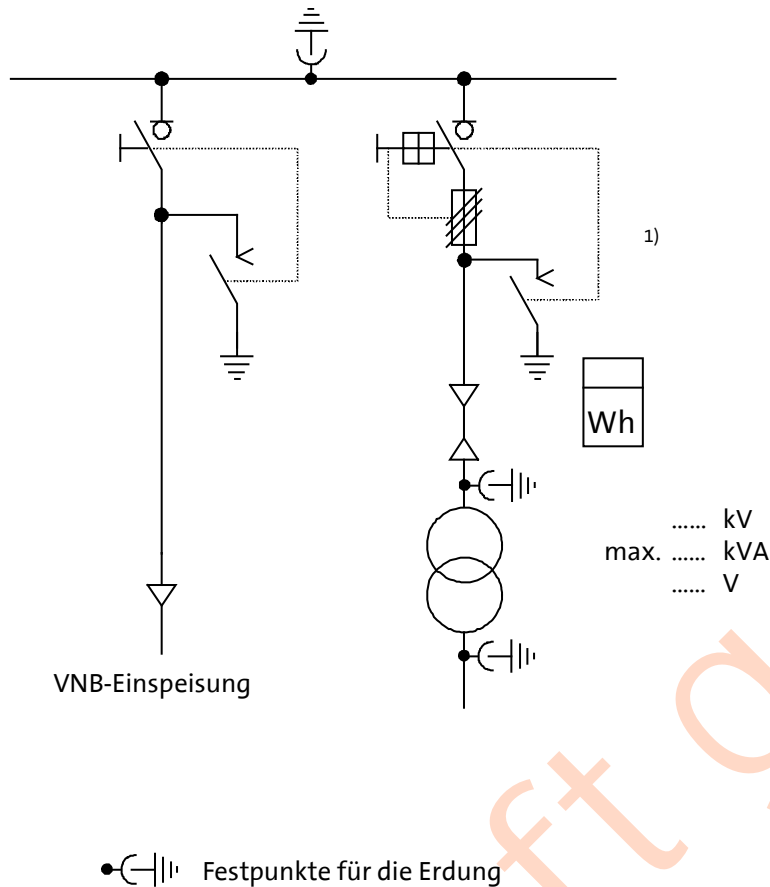 1)
Wh
...... kV
max. ...... kVA
...... V
VNB-Einspeisung
Festpunkte für die Erdung